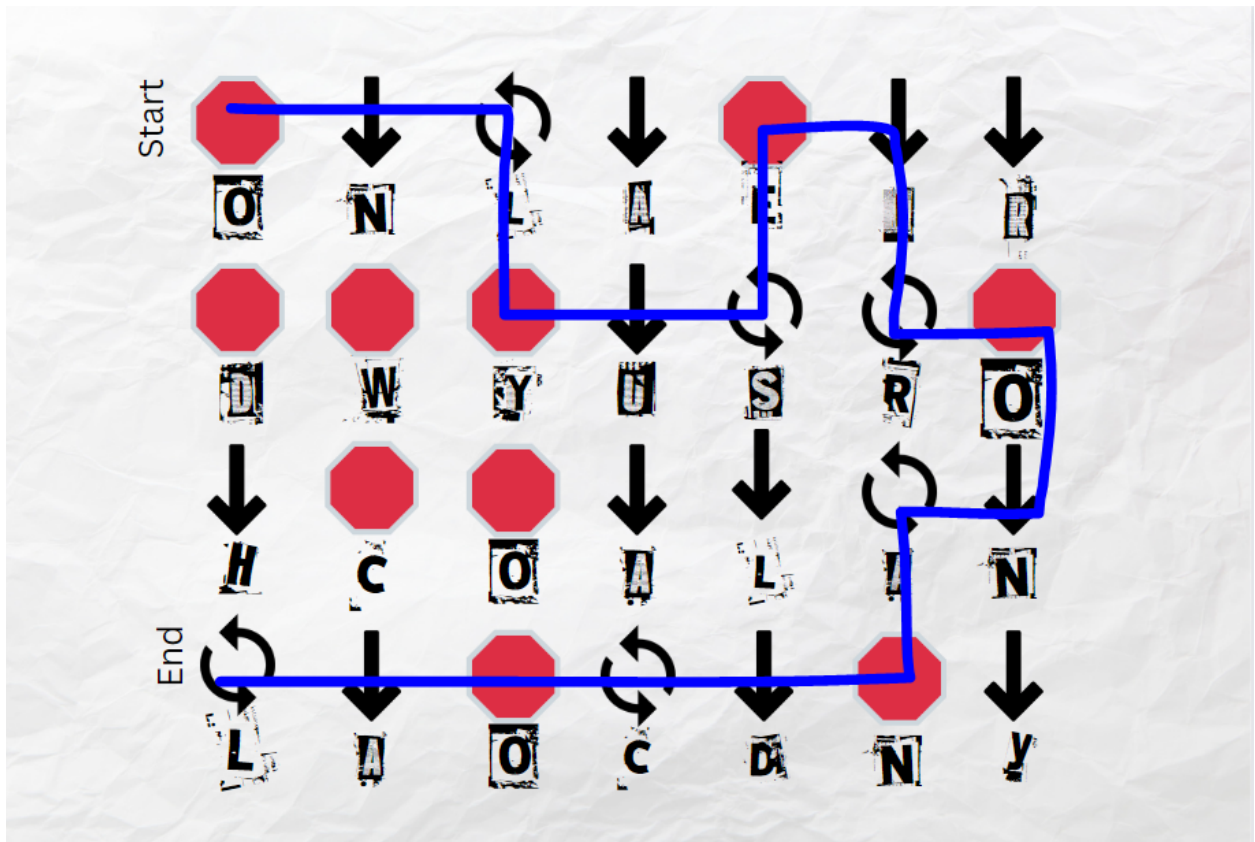 Start
O N L A E I R
D W Y U S R O
H C O A L A N
End
L A O C D N y